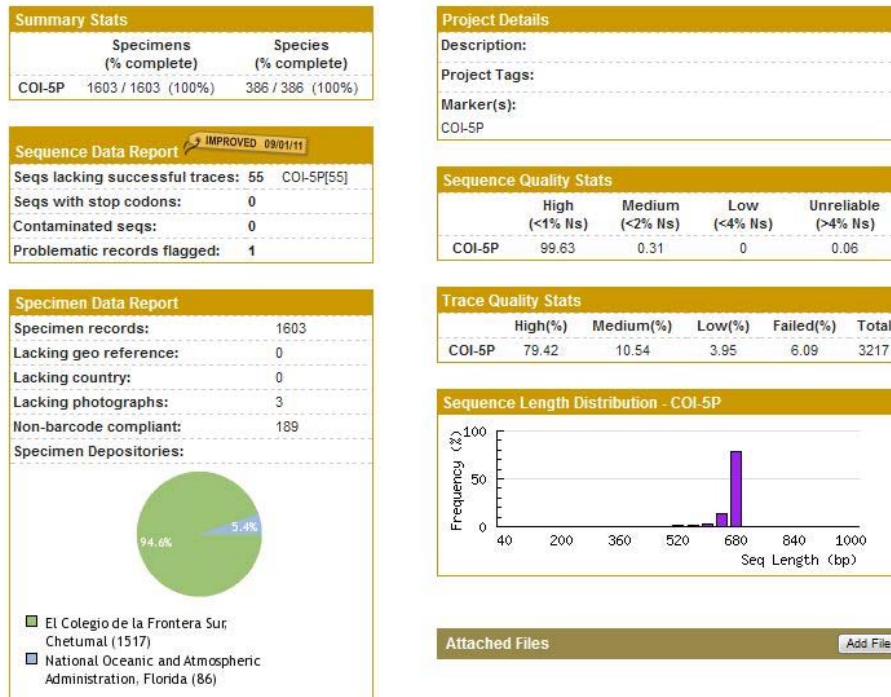 Summary Stats
Specimens (% complete) Species (% complete)
COI-5P 1603 / 1603 (100%) 386 / 386 (100%)
Sequence Data Report IMPROVED 09/01/11
Seqs lacking successful traces: 55 COI-5P[55]
Seqs with stop codons: 0
Contaminated seqs: 0
Problematic records flagged: 1
Specimen Data Report
Specimen records: 1603
Lacking geo reference: 0
Lacking country: 0
Lacking photographs: 3
Non-barcode compliant: 189
Specimen Depositories:
94.6% 5.4%
El Colegio de la Frontera Sur,
Chetumal (1517)
National Oceanic and Atmospheric
Administration, Florida (86)
Project Details
Description:
Project Tags:
Marker(s):
COI-5P
Sequence Quality Stats
High Medium Low Unreliable
(<1% Ns) (<2% Ns) (<4% Ns) (>4% Ns)
COI-5P 99.63 0.31 0 0.06
Trace Quality Stats
High(%) Medium(%) Low(%) Failed(%) Total
COI-5P 79.42 10.54 3.95 6.09 3217
Sequence Length Distribution - COI-5P
Frequency (%)
100
50
0
40 200 360 520 680 840 1000
Seq Length (bp)
Attached Files Add File